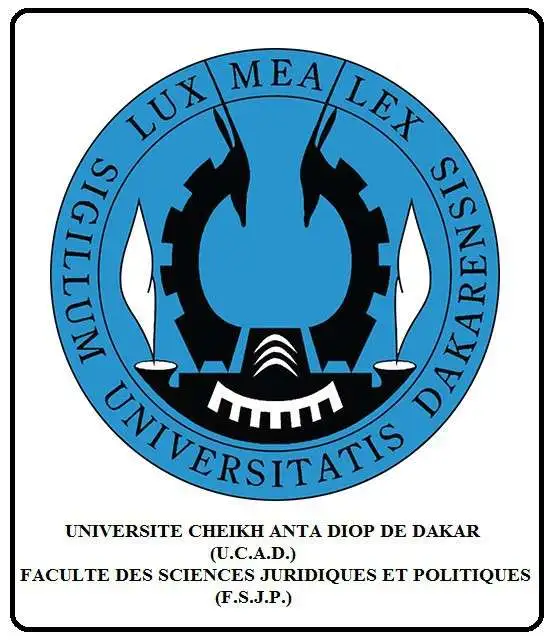 LUX MEA LEX
SIGILLUM UNIVERSITATIS DAKARENSIS
UNIVERSITE CHEIKH ANTA DIOP DE DAKAR
(U.C.A.D.)
FACULTE DES SCIENCES JURIDIQUES ET POLITIQUES
(F.S.J.P.)